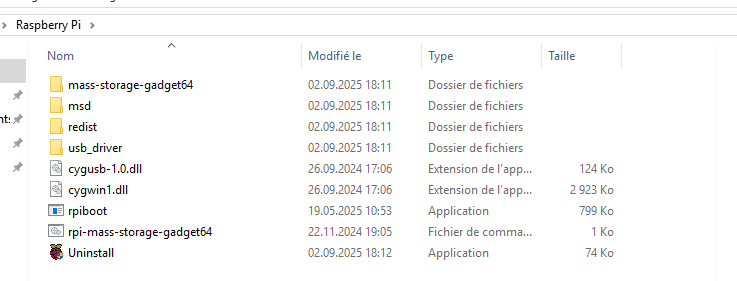 Raspberry Pi
Nom Modifié le Type Taille
mass-storage-gadget64 02.09.2025 18:11 Dossier de fichiers
msd 02.09.2025 18:11 Dossier de fichiers
redist 02.09.2025 18:11 Dossier de fichiers
usb_driver 02.09.2025 18:11 Dossier de fichiers
cygusb-1.0.dll 26.09.2024 17:06 Extension de l'app... 124 Ko
cygwin1.dll 26.09.2024 17:06 Extension de l'app... 2 923 Ko
rpiboot 19.05.2025 10:53 Application 799 Ko
rpi-mass-storage-gadget64 22.11.2024 19:05 Fichier de comma... 1 Ko
Uninstall 02.09.2025 18:12 Application 74 Ko